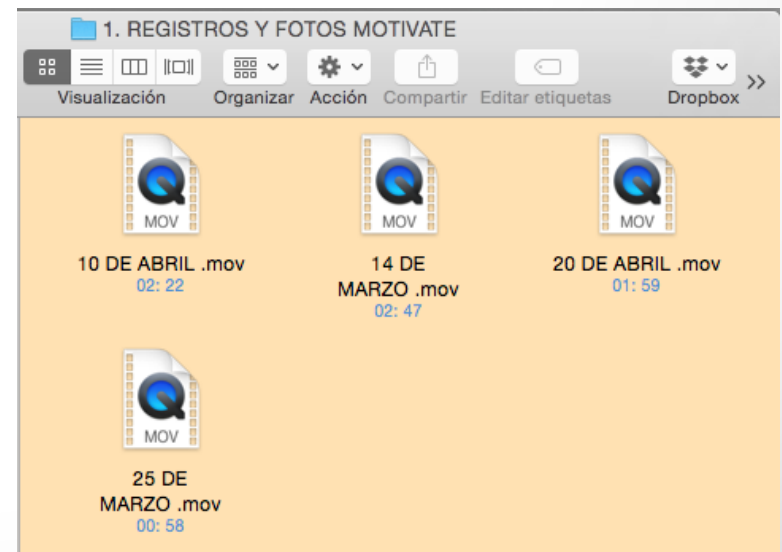 1. REGISTROS Y FOTOS MOTIVATE
Visualización Organizar Acción Compartir Editar etiquetas Dropbox
MOV MOV MOV
10 DE ABRIL .mov
02: 22
14 DE
MARZO .mov
02: 47
20 DE ABRIL .mov
01: 59
MOV
25 DE
MARZO .mov
00: 58